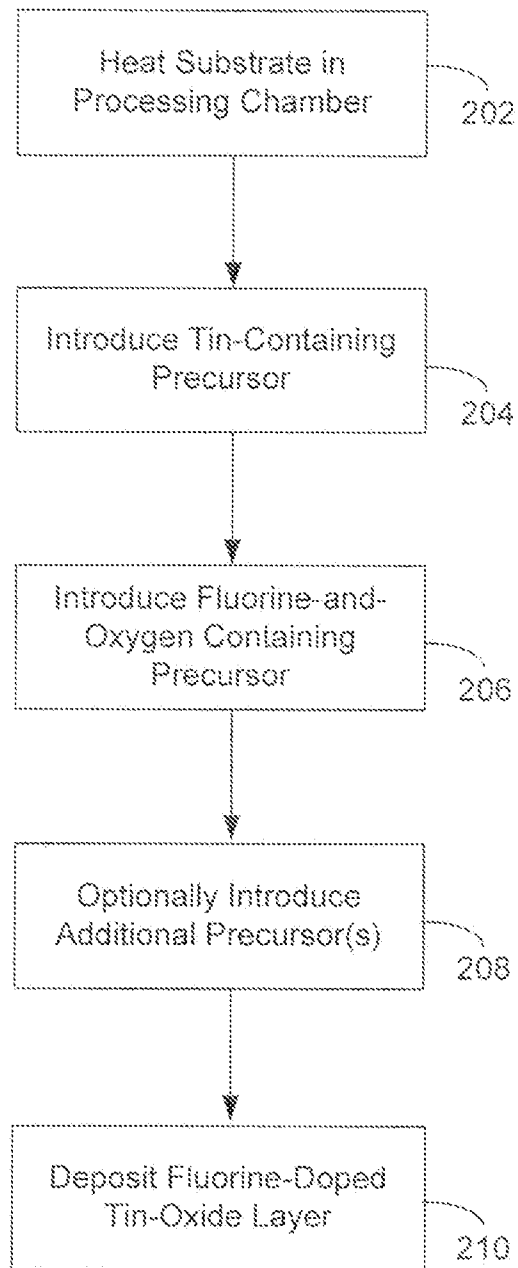 Heat Substrate in
Processing Chamber
202
Introduce Tin-Containing
Precursor
204
Introduce Fluorine-and-
Oxygen Containing
Precursor
206
Optionally Introduce
Additional Precursor(s)
208
Deposit Fluorine-Doped
Tin-Oxide Layer
210